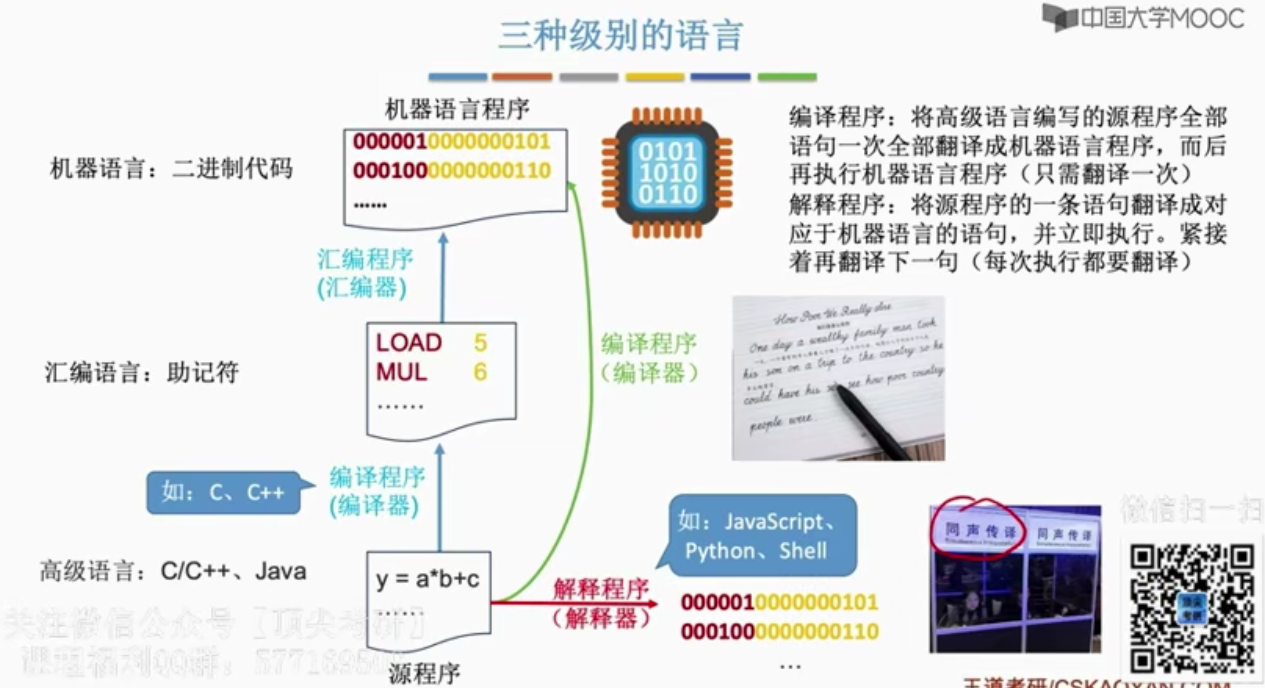 三种级别的语言
中国大学MOOC
机器语言程序
机器语言：二进制代码
0000010000000101
0001000000000110
......
0101
1010
0110
编译程序：将高级语言编写的源程序全部
语句一次全部翻译成机器语言程序，而后
再执行机器语言程序（只需翻译一次）
解释程序：将源程序的一条语句翻译成对
应于机器语言的语句，并立即执行。紧接
着再翻译下一句（每次执行都要翻译）
汇编程序
(汇编器)
汇编语言：助记符
LOAD 5
MUL 6
......
编译程序
（编译器）
How Poor We Really Are
One day a wealthy family man took
his son on a trip to the country so he
could have his see how poor country
people were
如：C、C++
编译程序
(编译器)
高级语言：C/C++、Java
y = a*b+c
......
源程序
如：JavaScript、
Python、Shell
解释程序
（解释器）
0000010000000101
0001000000000110
...
同声传译
同声传译
微信扫一扫
顶尖
考研
关注微信公众号【顶尖考研】
课程福利QQ群：
王道考研/CSKAOYAN.COM